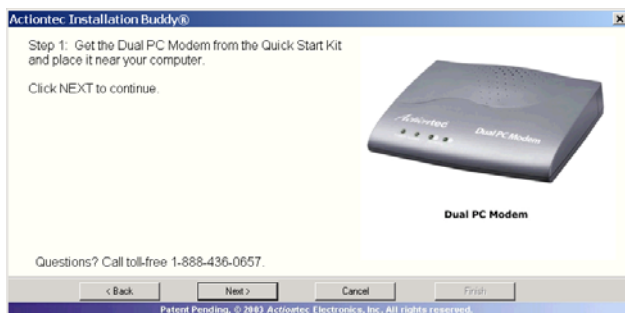 Actiontec Installation Buddy®
Step 1: Get the Dual PC Modem from the Quick Start Kit
and place it near your computer.
Click NEXT to continue.
Actiontec
Dual PC Modem
Dual PC Modem
Questions? Call toll-free 1-888-436-0657.
< Back
Next >
Cancel
Finish
Patent Pending, © 2003 Actiontec Electronics, Inc. All rights reserved.